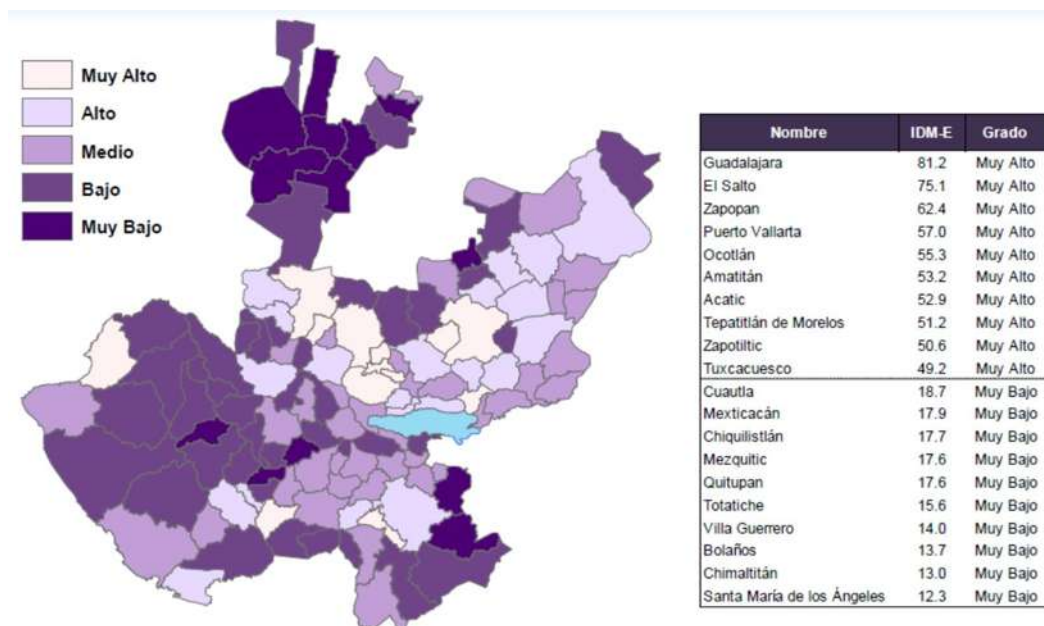 Muy Alto
Alto
Medio
Bajo
Muy Bajo
Nombre IDM-E Grado
Guadalajara 81.2 Muy Alto
El Salto 75.1 Muy Alto
Zapopan 62.4 Muy Alto
Puerto Vallarta 57.0 Muy Alto
Ocotlán 55.3 Muy Alto
Amatitán 53.2 Muy Alto
Acatic 52.9 Muy Alto
Tepatitlán de Morelos 51.2 Muy Alto
Zapotiltic 50.6 Muy Alto
Tuxcacuesco 49.2 Muy Alto
Cuautla 18.7 Muy Bajo
Mexticacán 17.9 Muy Bajo
Chiquilistlán 17.7 Muy Bajo
Mezquitic 17.6 Muy Bajo
Quitupan 17.6 Muy Bajo
Totatiche 15.6 Muy Bajo
Villa Guerrero 14.0 Muy Bajo
Bolaños 13.7 Muy Bajo
Chimaltitán 13.0 Muy Bajo
Santa María de los Ángeles 12.3 Muy Bajo